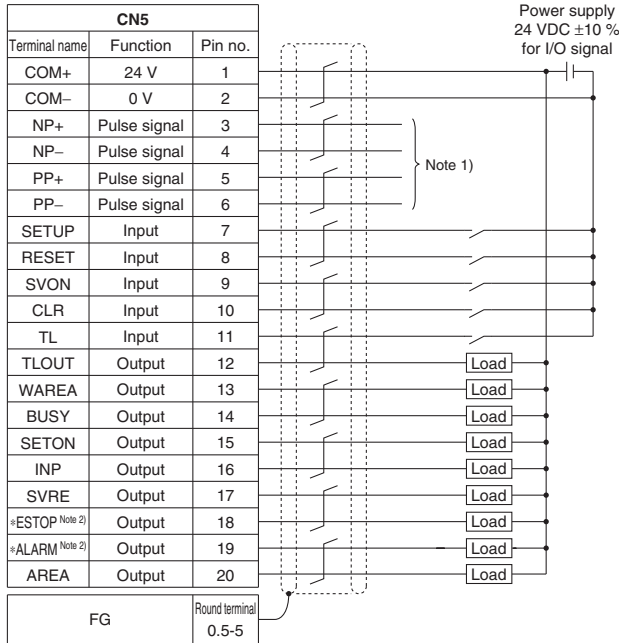 Power supply
24 VDC ±10 %
for I/O signal
CN5
Terminal name Function Pin no.
COM+ 24 V 1
COM− 0 V 2
NP+ Pulse signal 3
NP− Pulse signal 4
PP+ Pulse signal 5
PP− Pulse signal 6
Note 1)
SETUP Input 7
RESET Input 8
SVON Input 9
CLR Input 10
TL Input 11
TLOUT Output 12 Load
WAREA Output 13 Load
BUSY Output 14 Load
SETON Output 15 Load
INP Output 16 Load
SVRE Output 17 Load
∗ESTOP Note 2) Output 18 Load
∗ALARM Note 2) Output 19 Load
AREA Output 20 Load
FG Round terminal
0.5-5